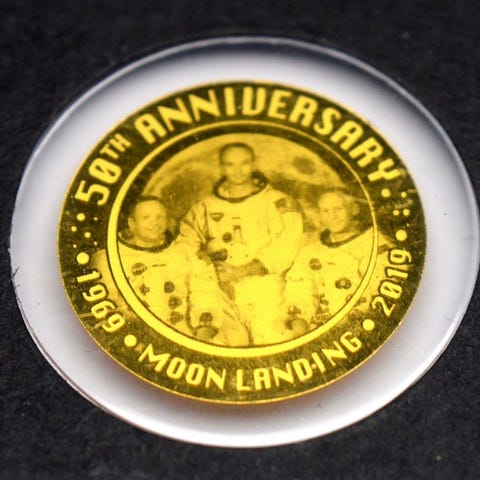 50TH ANNIVERSARY
1969 • MOON LANDING • 2019